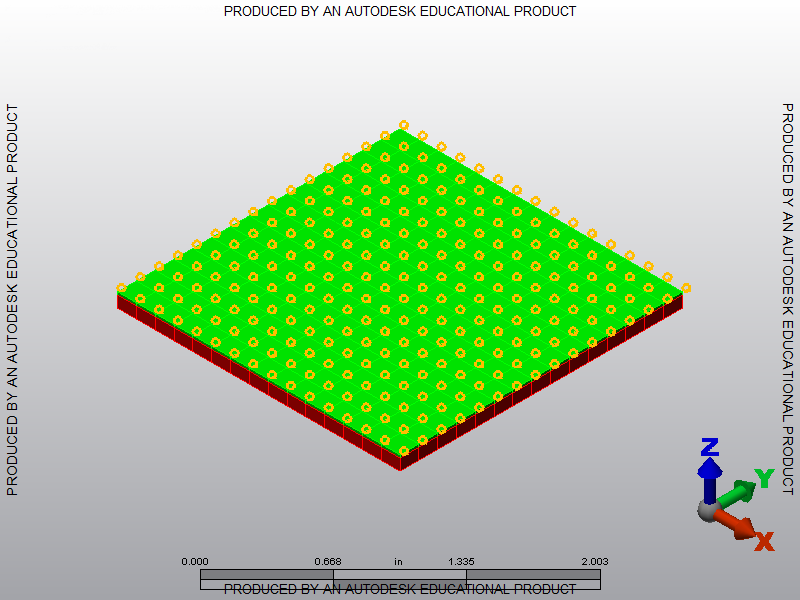 PRODUCED BY AN AUTODESK EDUCATIONAL PRODUCT
PRODUCED BY AN AUTODESK EDUCATIONAL PRODUCT
PRODUCED BY AN AUTODESK EDUCATIONAL PRODUCT
Z
Y
X
0.000 0.668 in 1.335 2.003
PRODUCED BY AN AUTODESK EDUCATIONAL PRODUCT